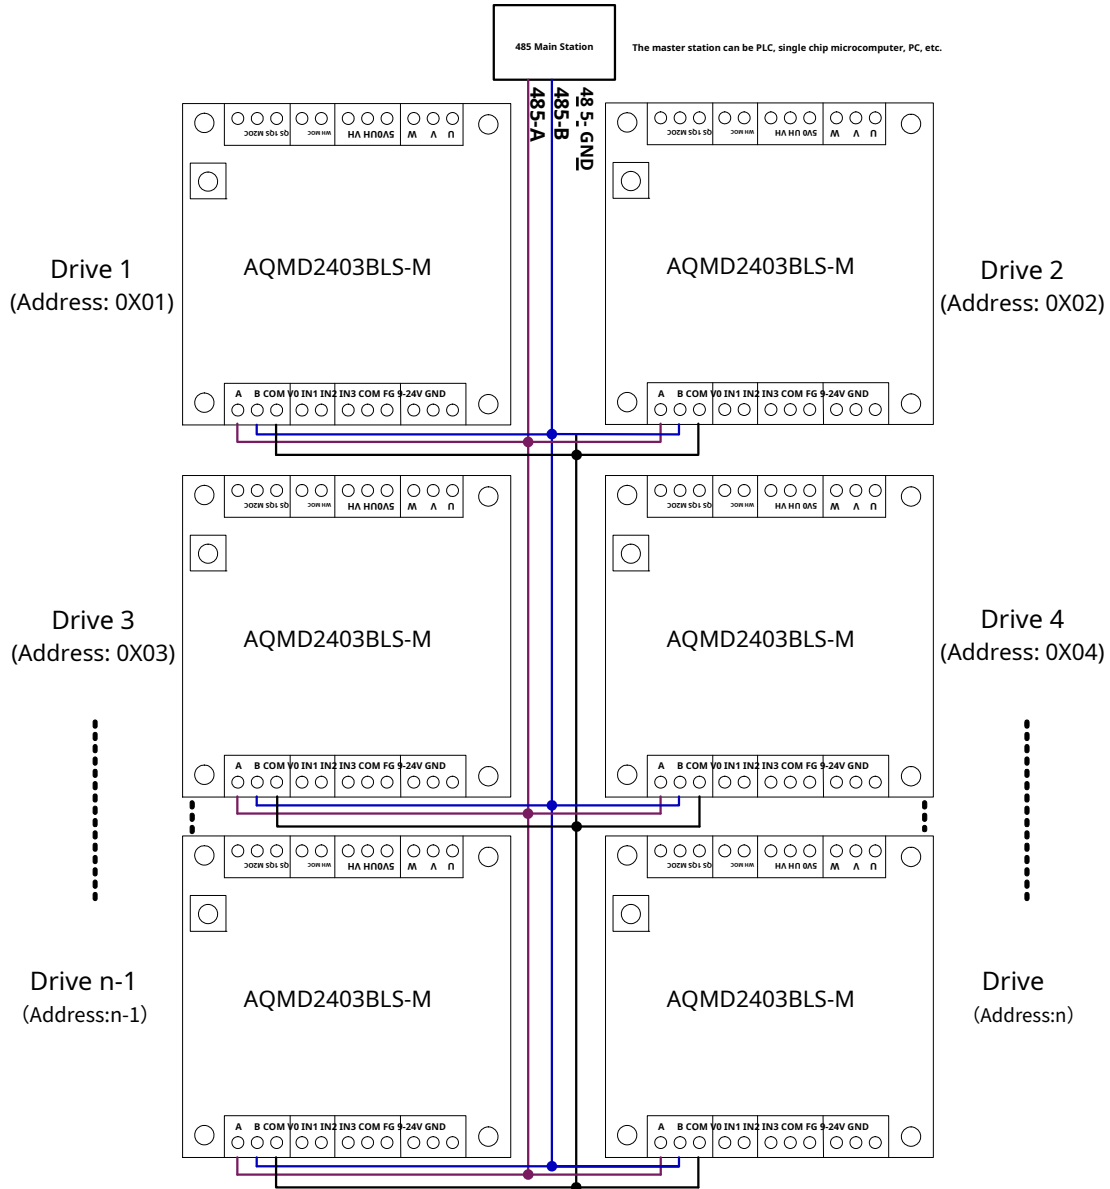 485 Main Station
The master station can be PLC, single chip microcomputer, PC, etc.
485-A
485-B
485-GND
W V U
W V U
Drive 1
(Address: 0X01)
AQMD2403BLS-M
AQMD2403BLS-M
Drive 2
(Address: 0X02)
A B COM V0 IN1 IN2 IN3 COM FG 9-24V GND
A B COM V0 IN1 IN2 IN3 COM FG 9-24V GND
W V U
W V U
Drive 3
(Address: 0X03)
AQMD2403BLS-M
AQMD2403BLS-M
Drive 4
(Address: 0X04)
A B COM V0 IN1 IN2 IN3 COM FG 9-24V GND
A B COM V0 IN1 IN2 IN3 COM FG 9-24V GND
W V U
W V U
Drive n-1
（Address:n-1）
AQMD2403BLS-M
AQMD2403BLS-M
Drive
（Address:n）
A B COM V0 IN1 IN2 IN3 COM FG 9-24V GND
A B COM V0 IN1 IN2 IN3 COM FG 9-24V GND